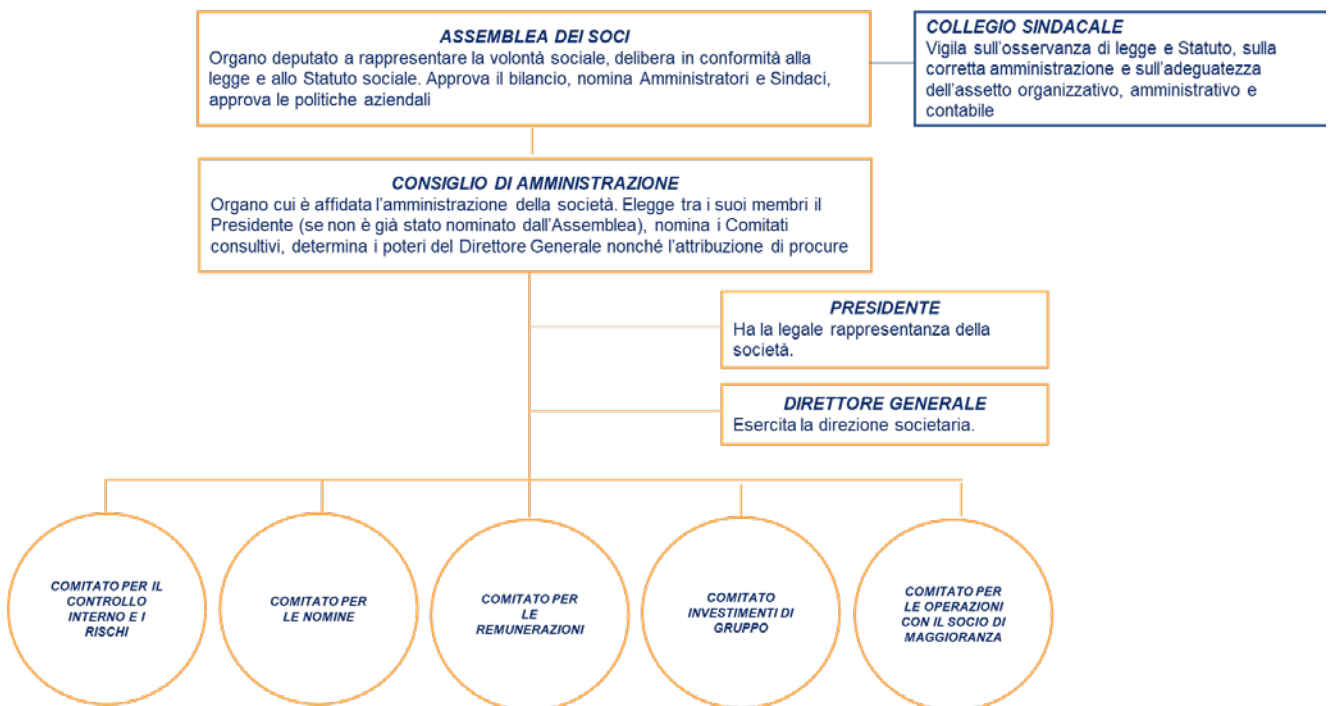 ASSEMBLEA DEI SOCI
Organo deputato a rappresentare la volontà sociale, delibera in conformità alla
legge e allo Statuto sociale. Approva il bilancio, nomina Amministratori e Sindaci,
approva le politiche aziendali
COLLEGIO SINDACALE
Vigila sull'osservanza di legge e Statuto, sulla
corretta amministrazione e sull'adeguatezza
dell'assetto organizzativo, amministrativo e
contabile
CONSIGLIO DI AMMINISTRAZIONE
Organo cui è affidata l'amministrazione della società. Elegge tra i suoi membri il
Presidente (se non è già stato nominato dall'Assemblea), nomina i Comitati
consultivi, determina i poteri del Direttore Generale nonché l'attribuzione di procure
PRESIDENTE
Ha la legale rappresentanza della
società.
DIRETTORE GENERALE
Esercita la direzione societaria.
COMITATO PER IL
CONTROLLO
INTERNO E I
RISCHI
COMITATO PER
LE NOMINE
COMITATO PER
LE
REMUNERAZIONI
COMITATO
INVESTIMENTI DI
GRUPPO
COMITATO PER
LE OPERAZIONI
CON IL SOCIO DI
MAGGIORANZA